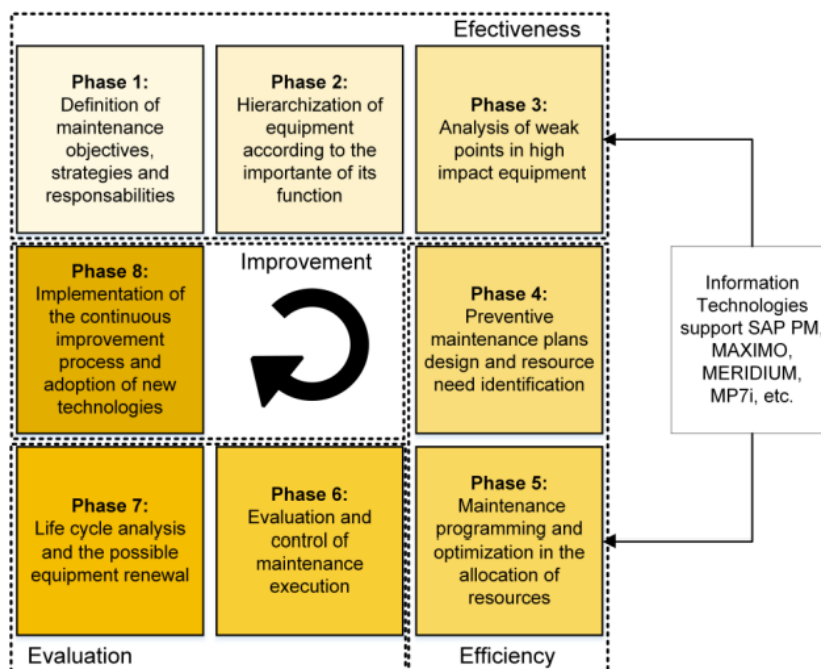 Efectiveness
Phase 1:
Definition of
maintenance
objectives,
strategies and
responsabilities
Phase 2:
Hierarchization of
equipment
according to the
importante of its
function
Phase 3:
Analysis of weak
points in high
impact equipment
Phase 8:
Implementation of
the continuous
improvement
process and
adoption of new
technologies
Improvement
Phase 4:
Preventive
maintenance plans
design and resource
need identification
Information
Technologies
support SAP PM,
MAXIMO,
MERIDIUM,
MP7i, etc.
Phase 7:
Life cycle analysis
and the possible
equipment renewal
Phase 6:
Evaluation and
control of
maintenance
execution
Phase 5:
Maintenance
programming and
optimization in the
allocation of
resources
Evaluation
Efficiency